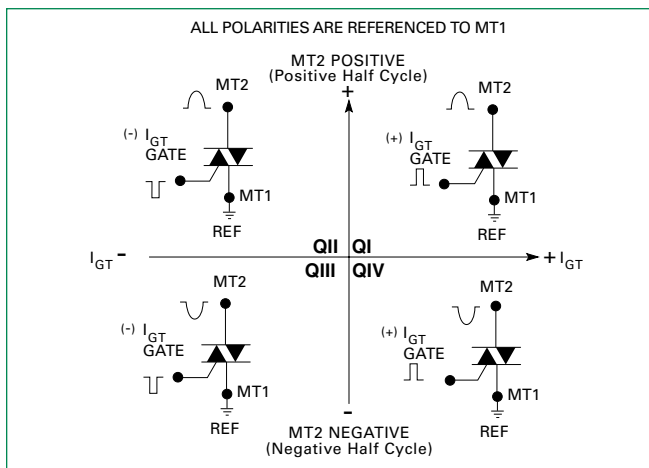 ALL POLARITIES ARE REFERENCED TO MT1
MT2 POSITIVE
(Positive Half Cycle)
+
MT2
(-) IGT
GATE
MT1
REF
MT2
(+) IGT
GATE
MT1
REF
IGT -
QII QI
QIII QIV
+ IGT
MT2
(-) IGT
GATE
MT1
REF
MT2
(+) IGT
GATE
MT1
REF
-
MT2 NEGATIVE
(Negative Half Cycle)